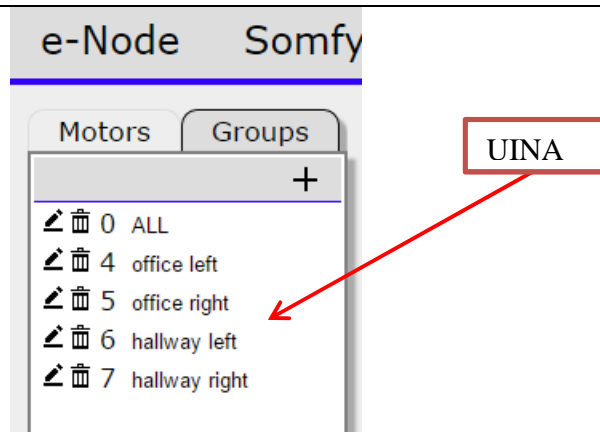 e-Node Somfy
Motors Groups
UINA
+
0 ALL
4 office left
5 office right
6 hallway left
7 hallway right